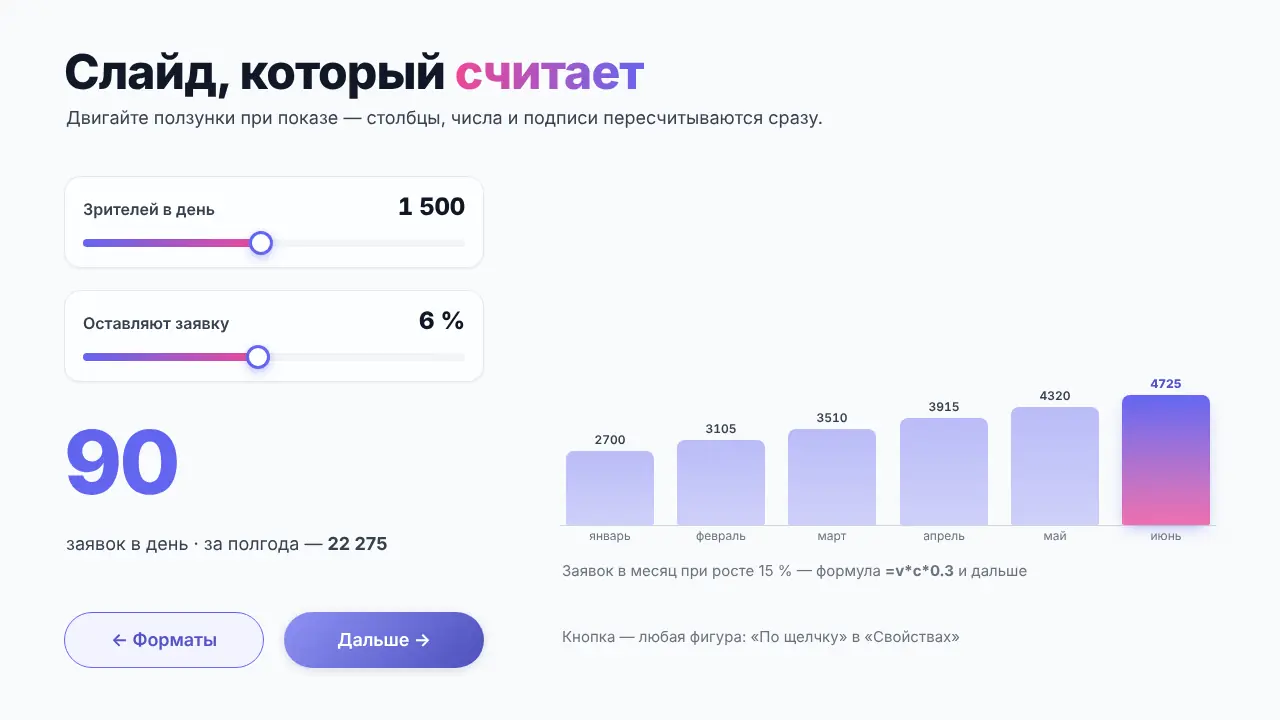 Слайд, который считает
Двигайте ползунки при показе — столбцы, числа и подписи пересчитываются сразу.
Зрителей в день
1 500
Оставляют заявку
6 %
90
заявок в день · за полгода — 22 275
← Форматы
Дальше →
2700
3105
3510
3915
4320
4725
январь
февраль
март
апрель
май
июнь
Заявок в месяц при росте 15 % — формула =v*c*0.3 и дальше
Кнопка — любая фигура: «По щелчку» в «Свойствах»